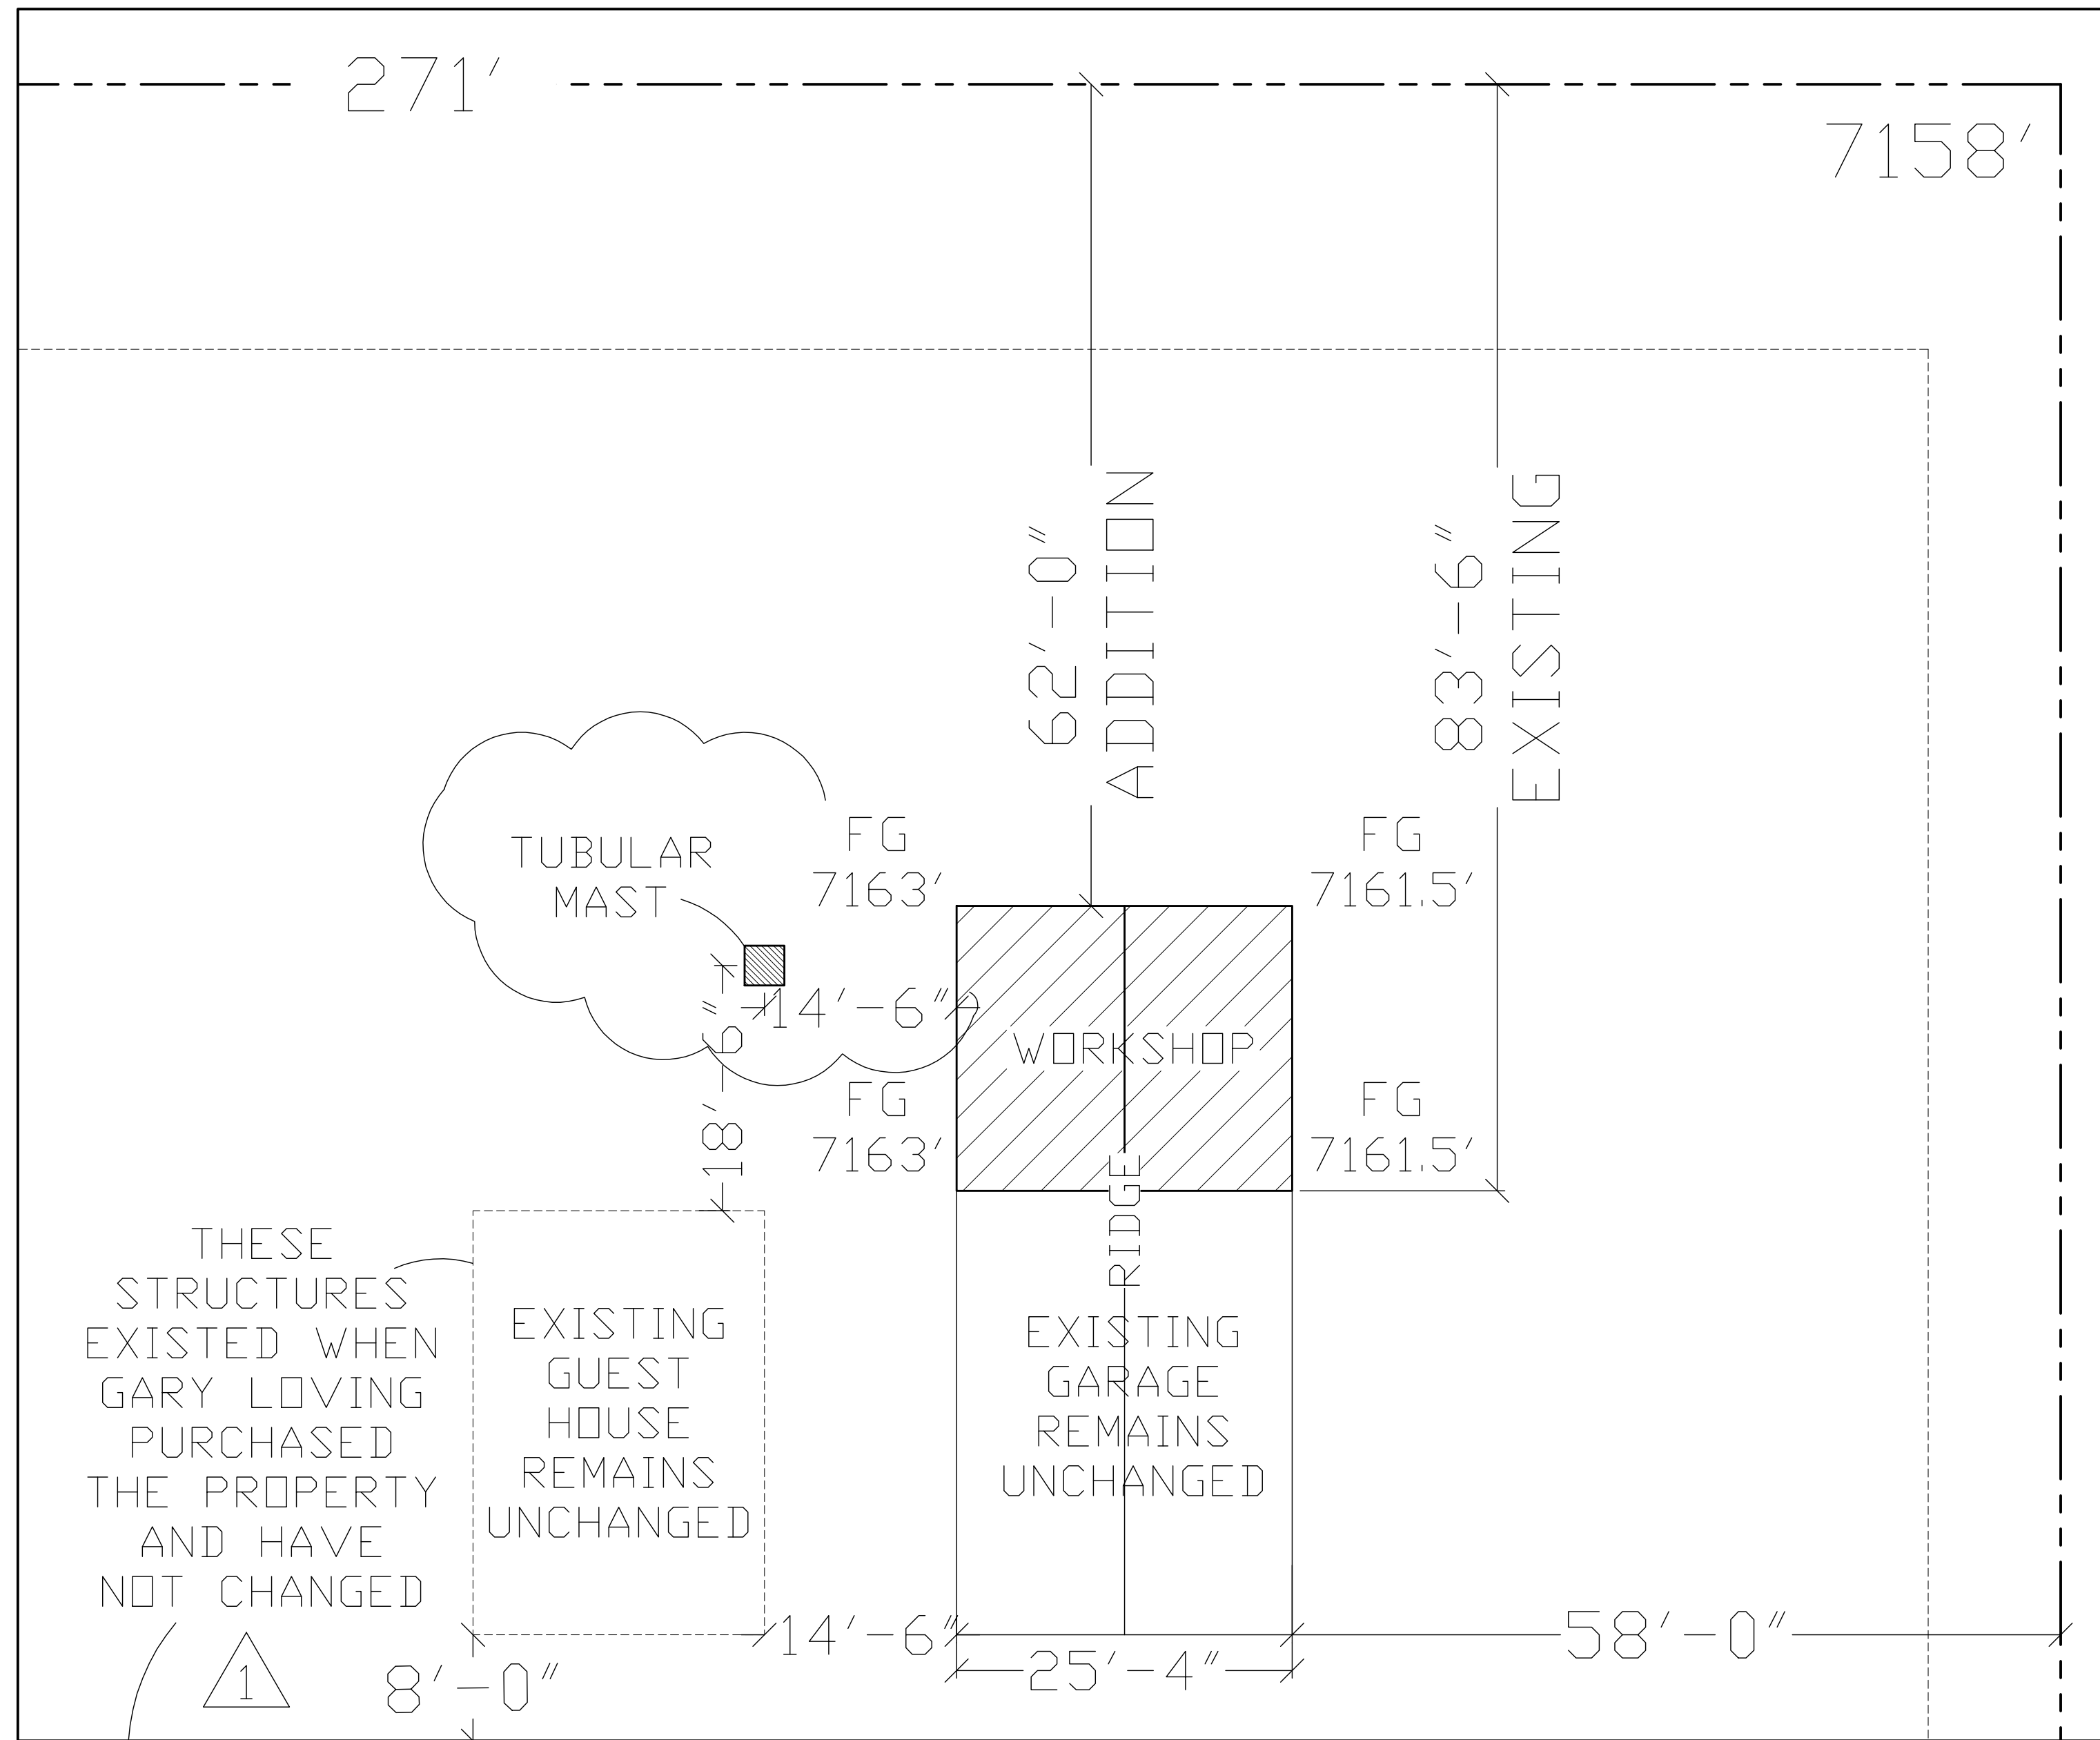 271'
7158'
62'-0"
ADDITION
83'-6"
EXISTING
TUBULAR
MAST
FG
7163'
FG
7161.5'
14'-6"
18'-6"
WORKSHOP
FG
7163'
FG
7161.5'
RIDGE
THESE
STRUCTURES
EXISTED WHEN
GARY LOVING
PURCHASED
THE PROPERTY
AND HAVE
NOT CHANGED
EXISTING
GUEST
HOUSE
REMAINS
UNCHANGED
EXISTING
GARAGE
REMAINS
UNCHANGED
14'-6"
58'-0"
25'-4"
1
8'-0"